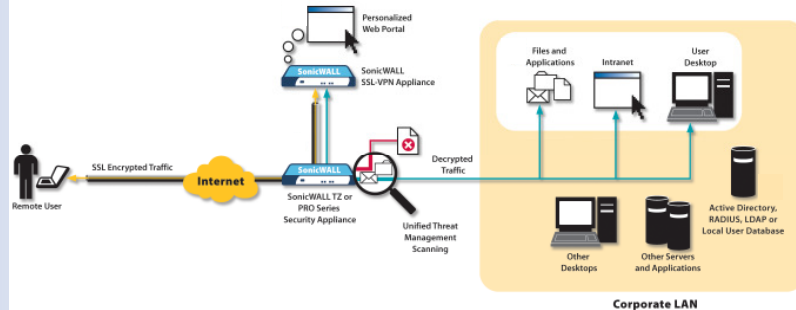 Personalized
Web Portal
SonicWALL
SonicWALL
SSL-VPN Appliance
Files and
Applications
Intranet
User
Desktop
SSL Encrypted Traffic
Internet
Remote User
SonicWALL
SonicWALL TZ or
PRO Series
Security Appliance
Decrypted
Traffic
Unified Threat
Management
Scanning
Other
Desktops
Other Servers
and Applications
Active Directory,
RADIUS, LDAP or
Local User Database
Corporate LAN